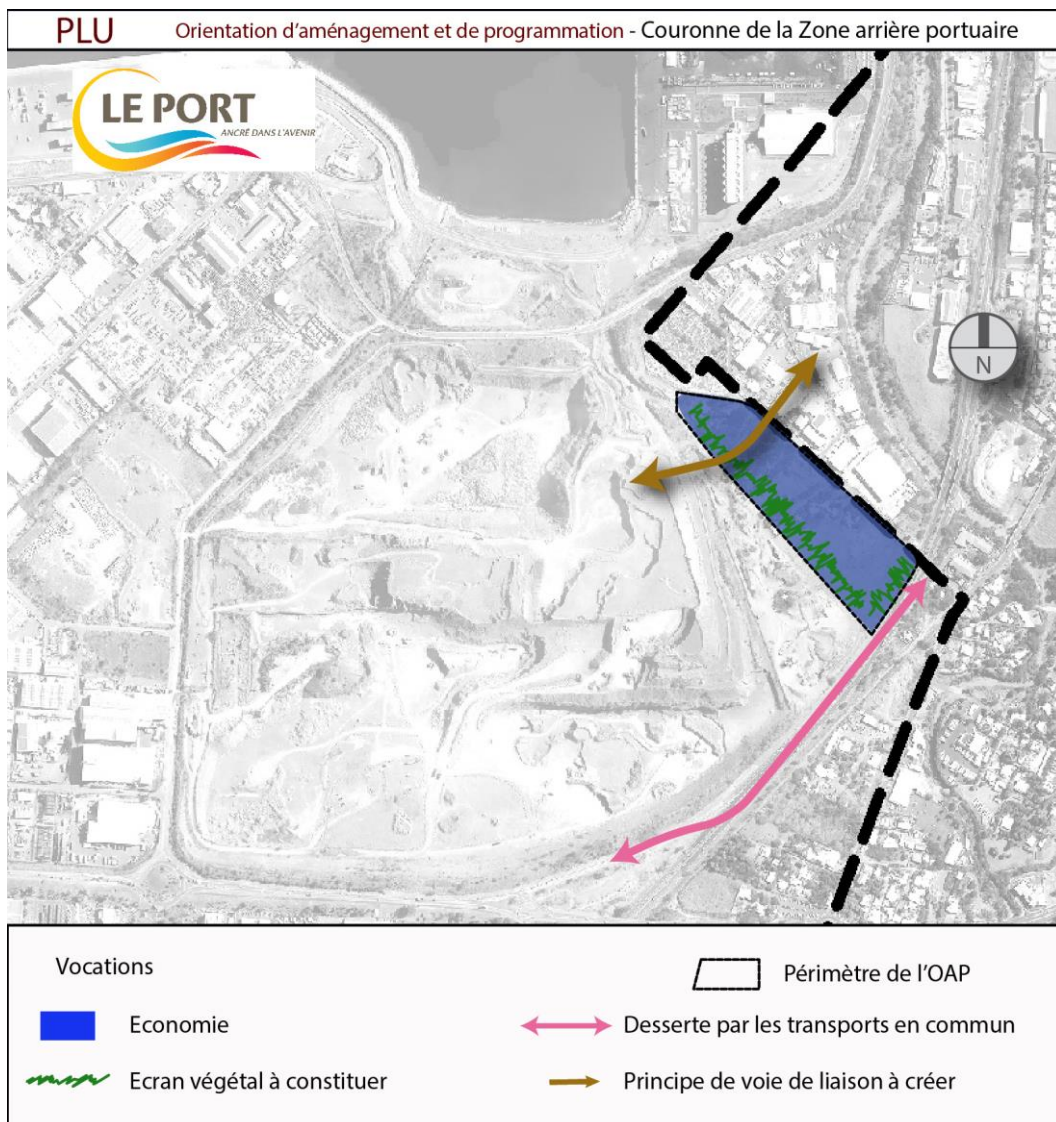 PLU Orientation d'aménagement et de programmation - Couronne de la Zone arrière portuaire
LE PORT
ANCRÉ DANS L'AVENIR
N
Vocations
Périmètre de l'OAP
Economie
Desserte par les transports en commun
Ecran végétal à constituer
Principe de voie de liaison à créer